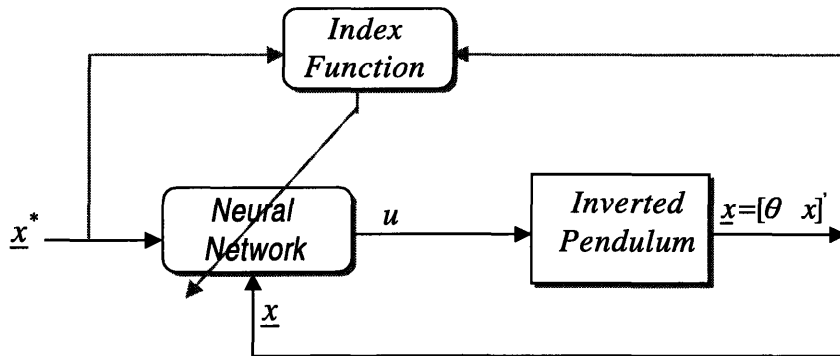 Index
Function
x*
Neural
Network
u
Inverted
Pendulum
x=[θ x]'
x